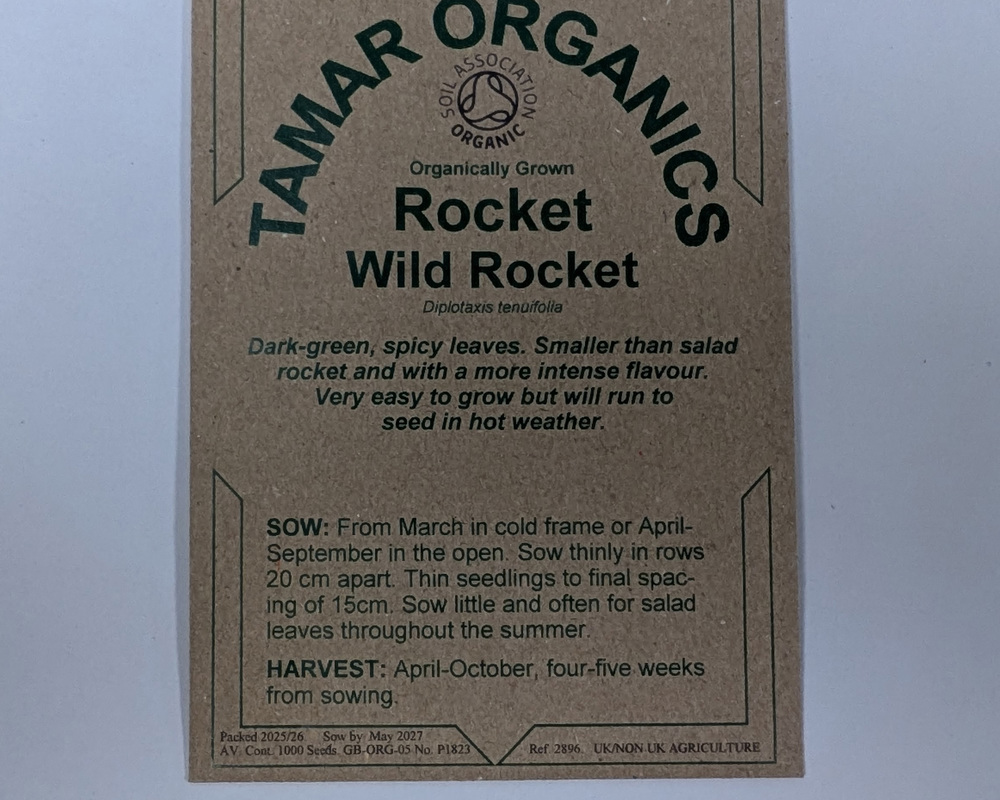 TAMAR ORGANICS
SOIL ASSOCIATION
ORGANIC
Organically Grown
Rocket
Wild Rocket
Diplotaxis tenuifolia
Dark-green, spicy leaves. Smaller than salad
rocket and with a more intense flavour.
Very easy to grow but will run to
seed in hot weather.
SOW: From March in cold frame or April-
September in the open. Sow thinly in rows
20 cm apart. Thin seedlings to final spac-
ing of 15cm. Sow little and often for salad
leaves throughout the summer.
HARVEST: April-October, four-five weeks
from sowing.
Packed 2025/26 Sow by May 2027
AV. Cont. 1000 Seeds. GB-ORG-05 No. P1823
Ref. 2896. UK/NON-UK AGRICULTURE